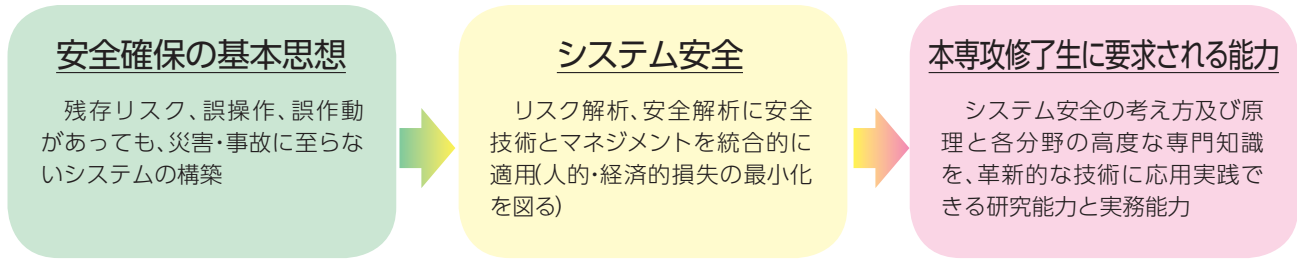 安全確保の基本思想
残存リスク、誤操作、誤作動
があっても、災害・事故に至らな
いシステムの構築
システム安全
リスク解析、安全解析に安全
技術とマネジメントを統合的に
適用(人的・経済的損失の最小化
を図る)
本専攻修了生に要求される能力
システム安全の考え方及び原
理と各分野の高度な専門知識
を、革新的な技術に応用実践で
きる研究能力と実務能力